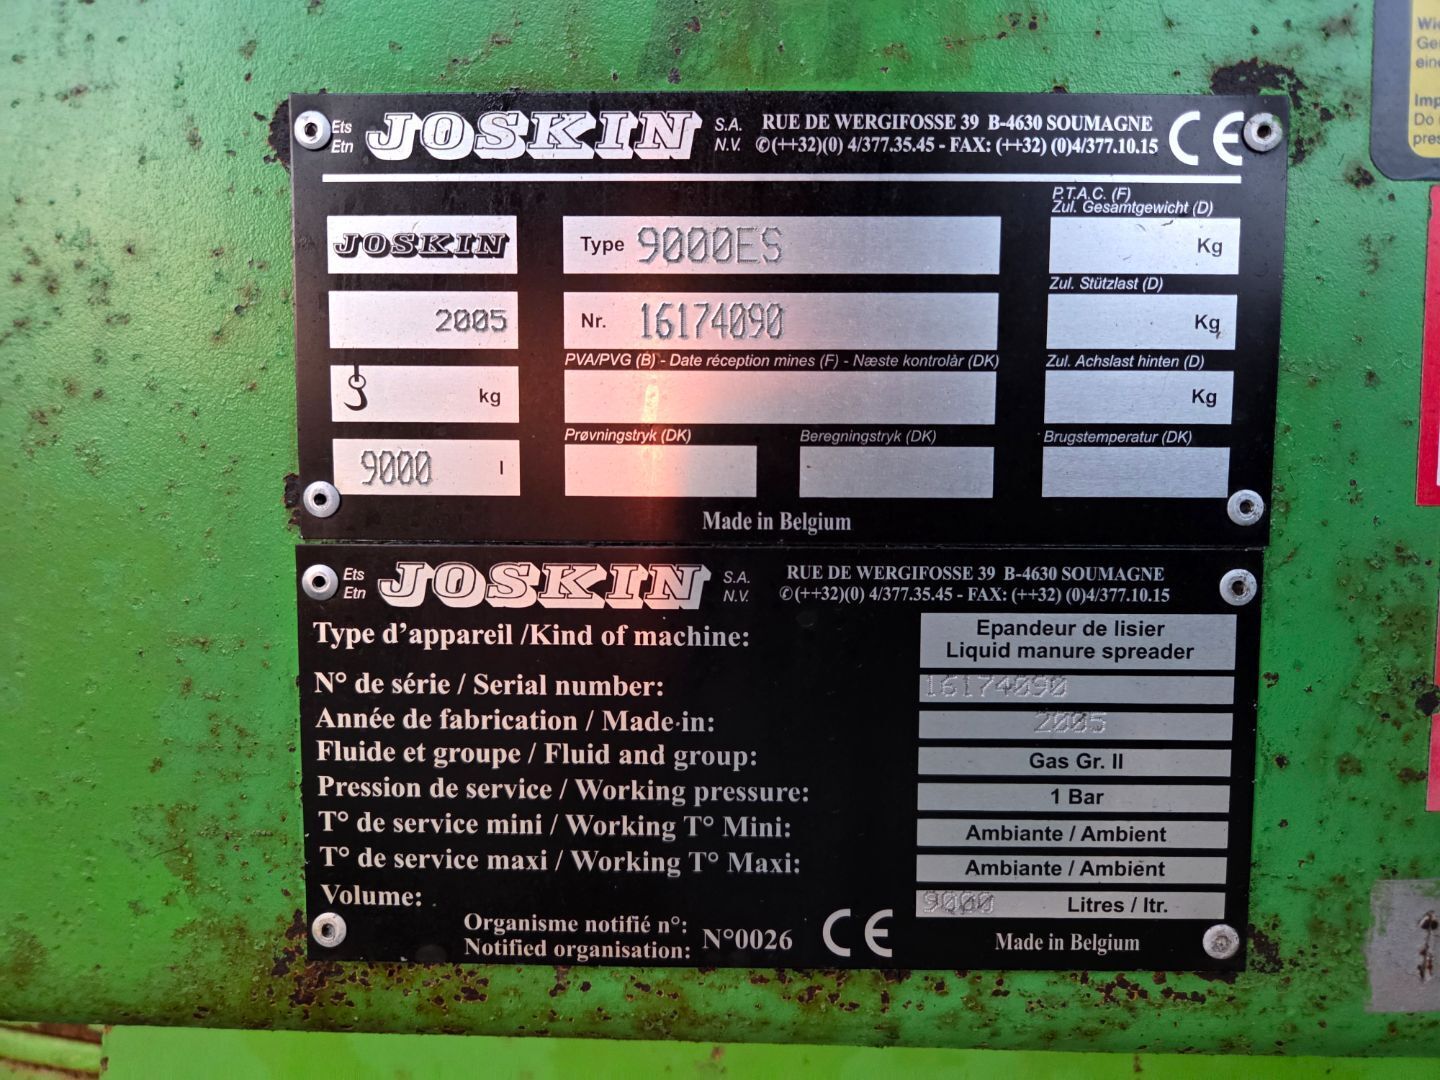 Ets
Etn
JOSKIN
S.A.
N.V.
RUE DE WERGIFOSSE 39 B-4630 SOUMAGNE
✆(++32)(0) 4/377.35.45 - FAX: (++32) (0)4/377.10.15
CE
P.T.A.C. (F)
Zul. Gesamtgewicht (D)
JOSKIN
Type 9000ES
Kg
Zul. Stützlast (D)
2005
Nr. 16174090
Kg
PVA/PVG (B) - Date réception mines (F) - Næste kontrolår (DK)
Zul. Achslast hinten (D)
kg
Kg
Prøvningstryk (DK)
Beregningstryk (DK)
Brugstemperatur (DK)
9000 l
Made in Belgium
Ets
Etn
JOSKIN
S.A.
N.V.
RUE DE WERGIFOSSE 39 B-4630 SOUMAGNE
✆(++32)(0) 4/377.35.45 - FAX: (++32) (0)4/377.10.15
Type d'appareil /Kind of machine:
Epandeur de lisier
Liquid manure spreader
N° de série / Serial number: 16174090
Année de fabrication / Made-in: 2005
Fluide et groupe / Fluid and group: Gas Gr. II
Pression de service / Working pressure: 1 Bar
T° de service mini / Working T° Mini: Ambiante / Ambient
T° de service maxi / Working T° Maxi: Ambiante / Ambient
Volume: 9000 Litres / ltr.
Organisme notifié n°:
Notified organisation: N°0026
CE
Made in Belgium